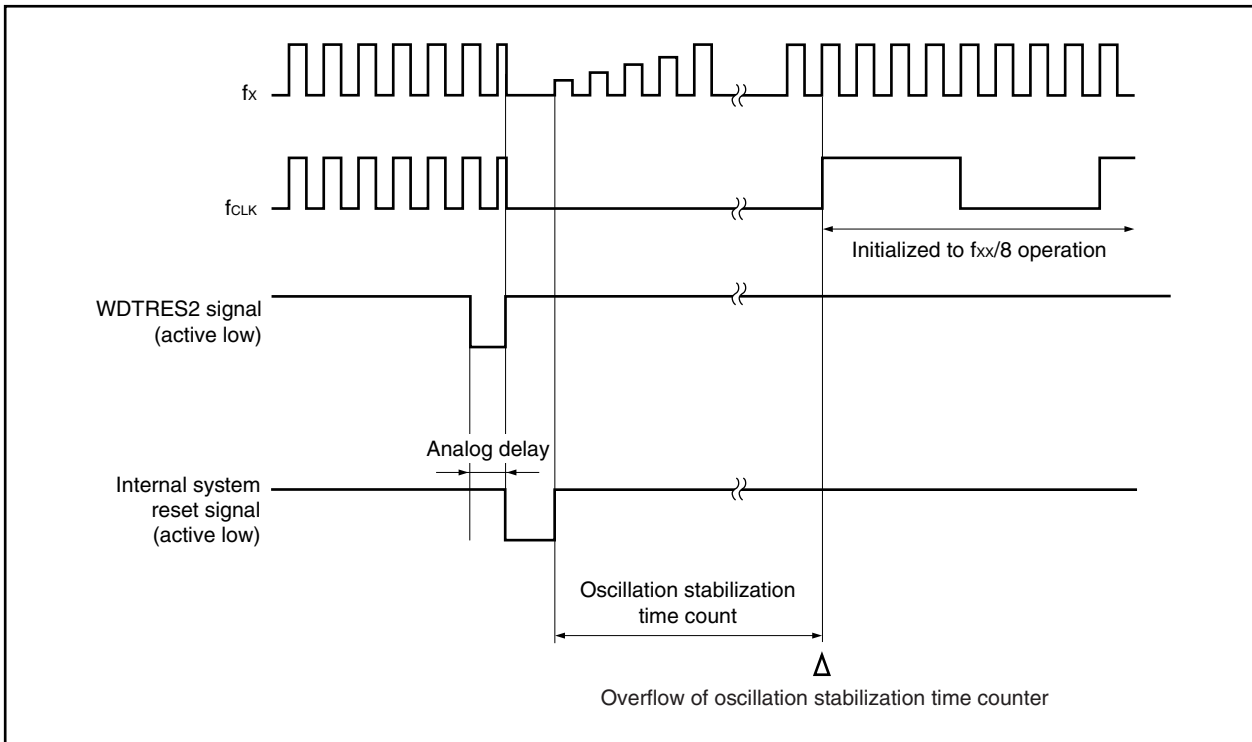 fX
fCLK
Initialized to fXX/8 operation
WDTRES2 signal
(active low)
Analog delay
Internal system
reset signal
(active low)
Oscillation stabilization
time count
Overflow of oscillation stabilization time counter